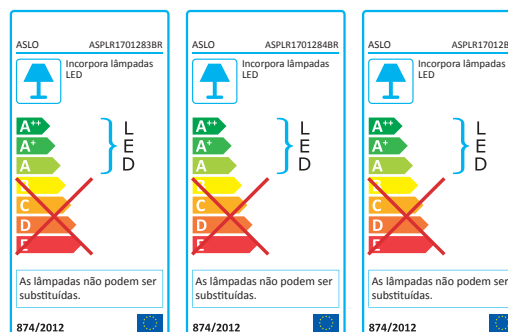 ASLO ASPLR1701283BR
Incorpora lâmpadas
LED
A++
A+
A
C
D
L
E
D
As lâmpadas não podem ser
substituídas.
874/2012
ASLO ASPLR1701284BR
Incorpora lâmpadas
LED
A++
A+
A
C
D
L
E
D
As lâmpadas não podem ser
substituídas.
874/2012
ASLO ASPLR17012
Incorpora lâmpadas
LED
A++
A+
A
C
D
L
E
D
As lâmpadas não podem ser
substituídas.
874/2012